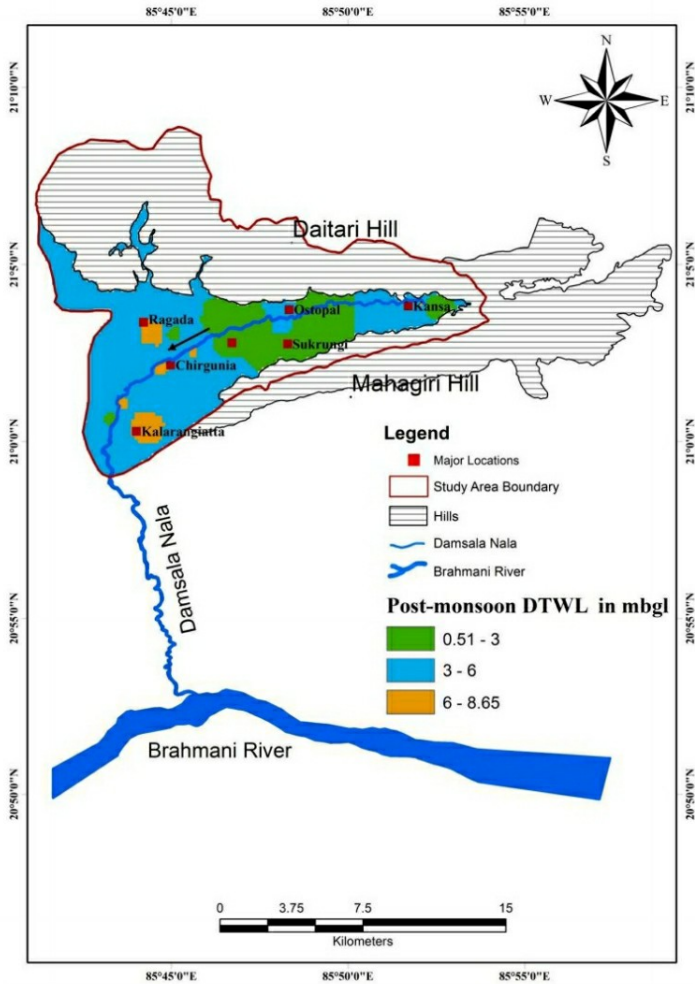 85°45'0"E 85°50'0"E 85°55'0"E
21°10'0"N 21°10'0"N
N
W E
S
Daitari Hill
21°5'0"N 21°5'0"N
Ostopal Kansa
Ragada
Sukrungi
Chirgunia
Mahagiri Hill
Kalarangiatta
21°0'0"N 21°0'0"N
Legend
Major Locations
Study Area Boundary
Hills
Damsala Nala
Brahmani River
Damsala Nala
Post-monsoon DTWL in mbgl
0.51 - 3
3 - 6
6 - 8.65
20°55'0"N 20°55'0"N
Brahmani River
20°50'0"N 20°50'0"N
0 3.75 7.5 15
Kilometers
85°45'0"E 85°50'0"E 85°55'0"E